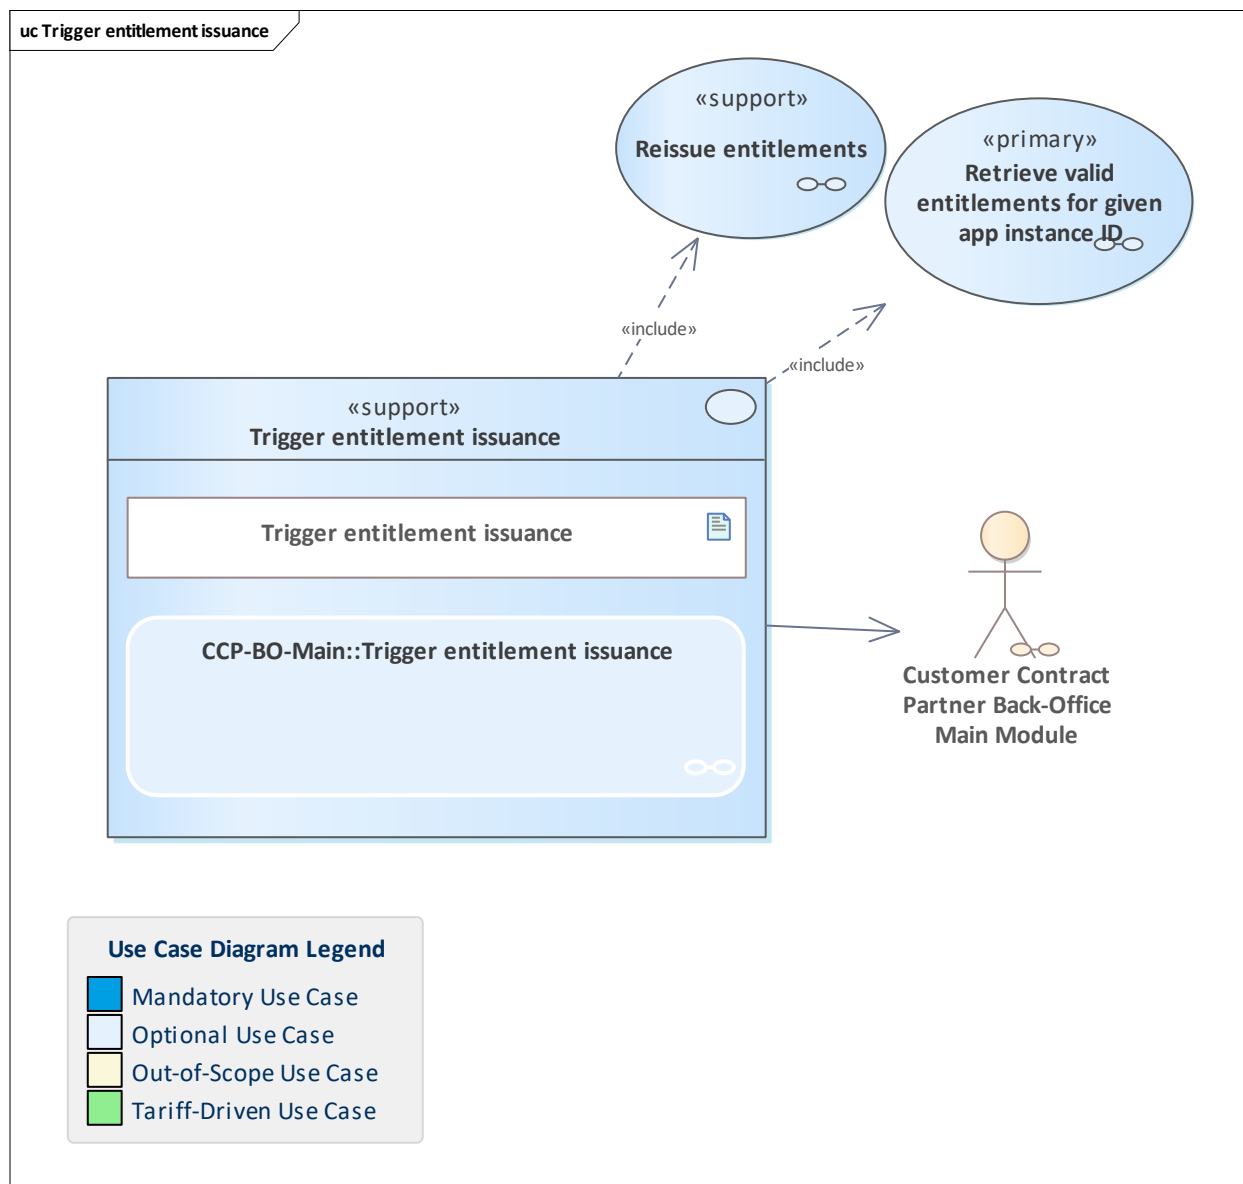 uc Trigger entitlement issuance
«support»
Reissue entitlements
«primary»
Retrieve valid
entitlements for given
app instance ID
«include»
«include»
«support»
Trigger entitlement issuance
Trigger entitlement issuance
CCP-BO-Main::Trigger entitlement issuance
Customer Contract
Partner Back-Office
Main Module
Use Case Diagram Legend
Mandatory Use Case
Optional Use Case
Out-of-Scope Use Case
Tariff-Driven Use Case